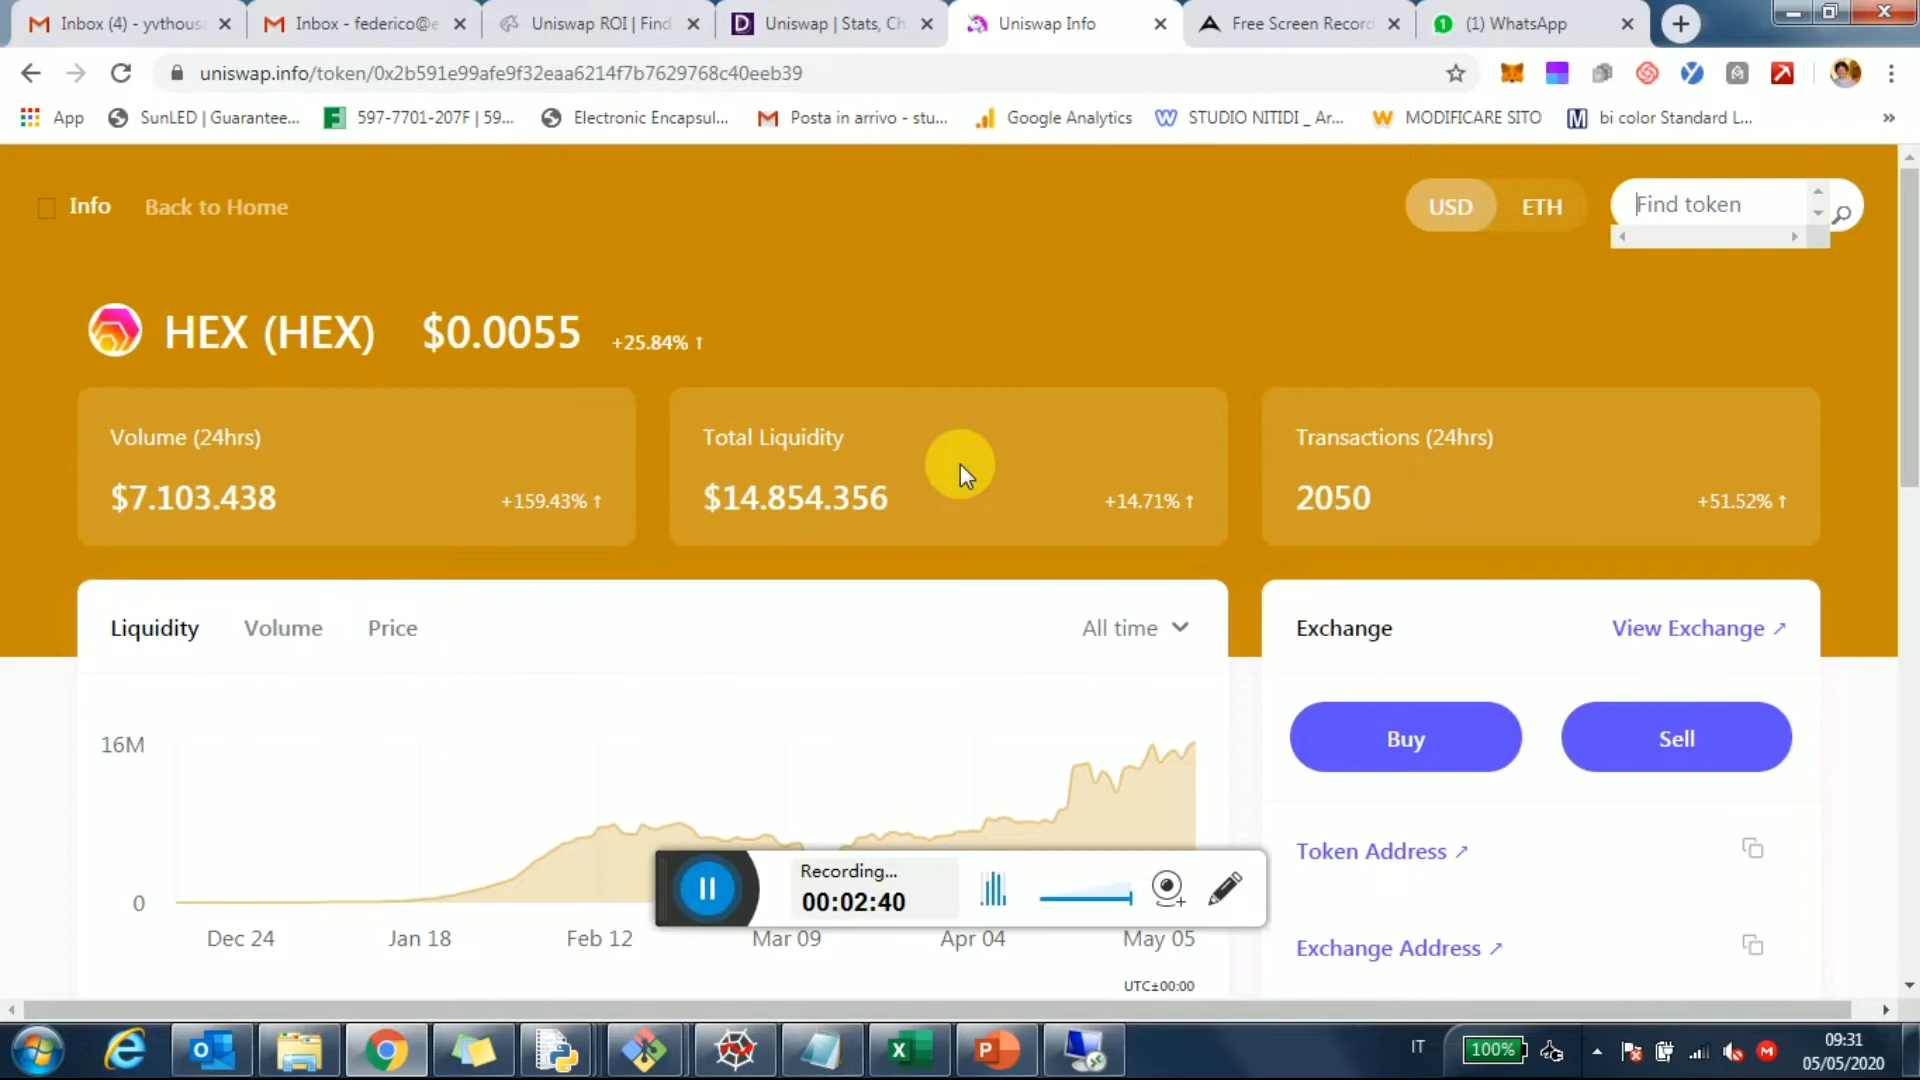 Inbox (4) - yvthous
Inbox - federico@e
Uniswap ROI | Find
Uniswap | Stats, Ch
Uniswap Info
Free Screen Record
(1) WhatsApp
uniswap.info/token/0x2b591e99afe9f32eaa6214f7b7629768c40eeb39
App
SunLED | Guarantee...
597-7701-207F | 59...
Electronic Encapsul...
Posta in arrivo - stu...
Google Analytics
STUDIO NITIDI _ Ar...
MODIFICARE SITO
bi color Standard L...
»
Info
Back to Home
USD
ETH
Find token
HEX (HEX)
$0.0055
+25.84% ↑
Volume (24hrs)
$7.103.438
+159.43% ↑
Total Liquidity
$14.854.356
+14.71% ↑
Transactions (24hrs)
2050
+51.52% ↑
Liquidity
Volume
Price
All time
Exchange
View Exchange ↗
16M
0
Dec 24
Jan 18
Feb 12
Mar 09
Apr 04
May 05
UTC±00:00
Buy
Sell
Token Address ↗
Exchange Address ↗
Recording...
00:02:40
IT
100%
09:31
05/05/2020